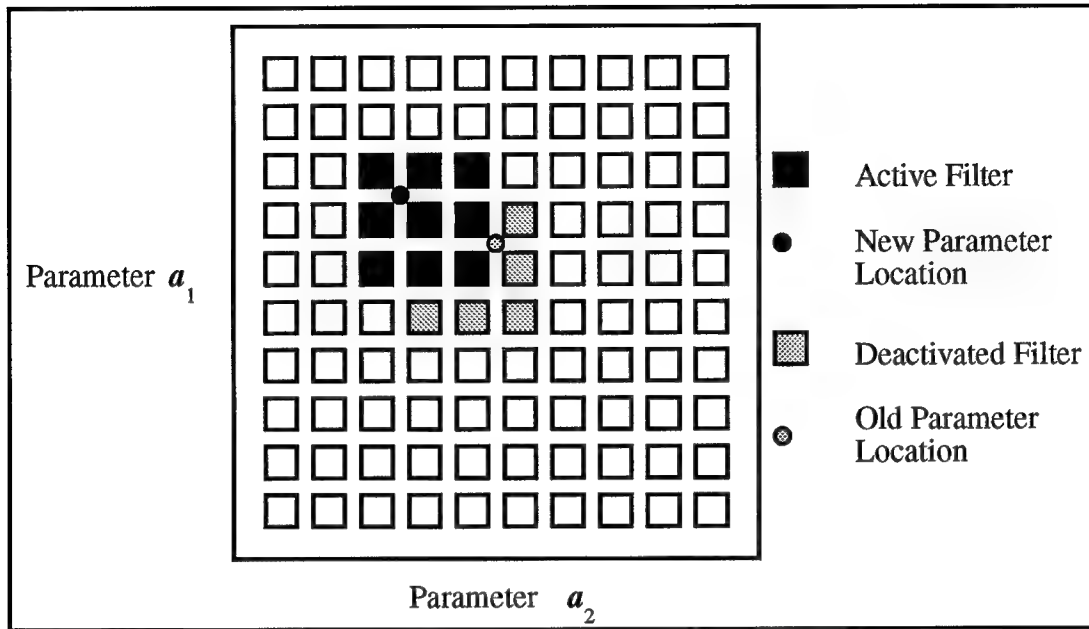 Parameter a1
Parameter a2
Active Filter
New Parameter
Location
Deactivated Filter
Old Parameter
Location